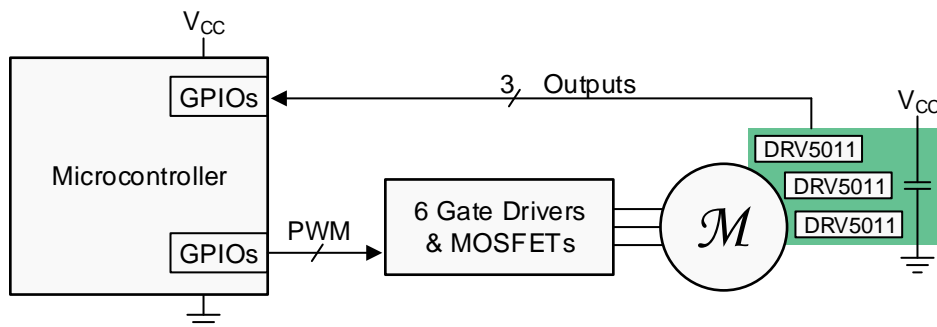 VCC
GPIOs
3 Outputs
VCC
DRV5011
Microcontroller
DRV5011
6 Gate Drivers
& MOSFETs
M
DRV5011
PWM
GPIOs